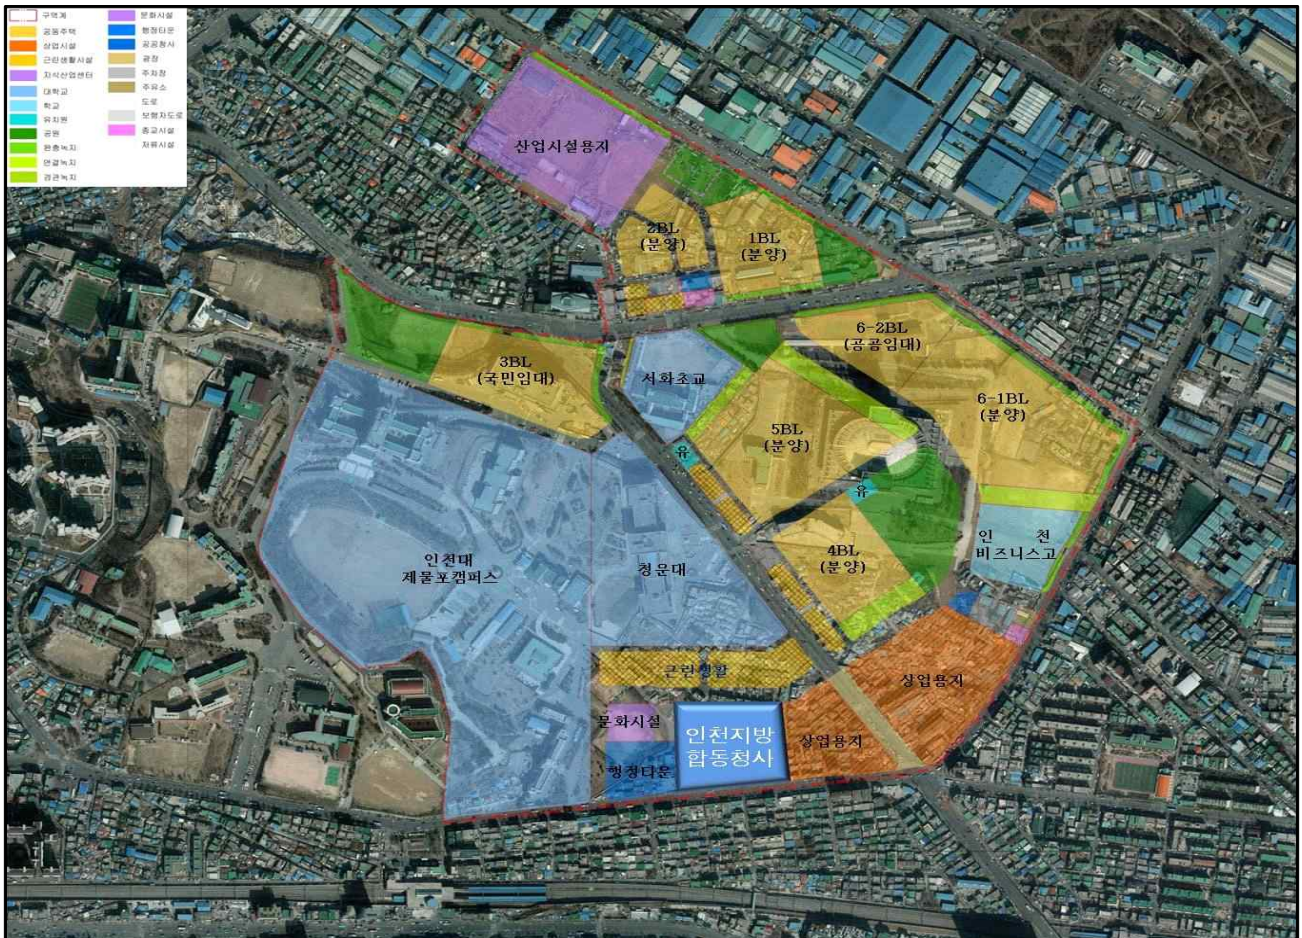 구역계
공동주택
상업시설
근린생활시설
지식산업센터
대학교
학교
유치원
공원
완충녹지
연결녹지
경관녹지
문화시설
행정타운
공공청사
광장
주차장
주유소
도로
보행자도로
종교시설
저류시설
산업시설용지
2BL
(분양)
1BL
(분양)
6-2BL
(공공임대)
3BL
(국민임대)
서화초교
6-1BL
(분양)
5BL
(분양)
유
유
인 천
비즈니스고
4BL
(분양)
인천대
제물포캠퍼스
청운대
근린생활
상업용지
문화시설
인천지방
합동청사
상업용지
행정타운